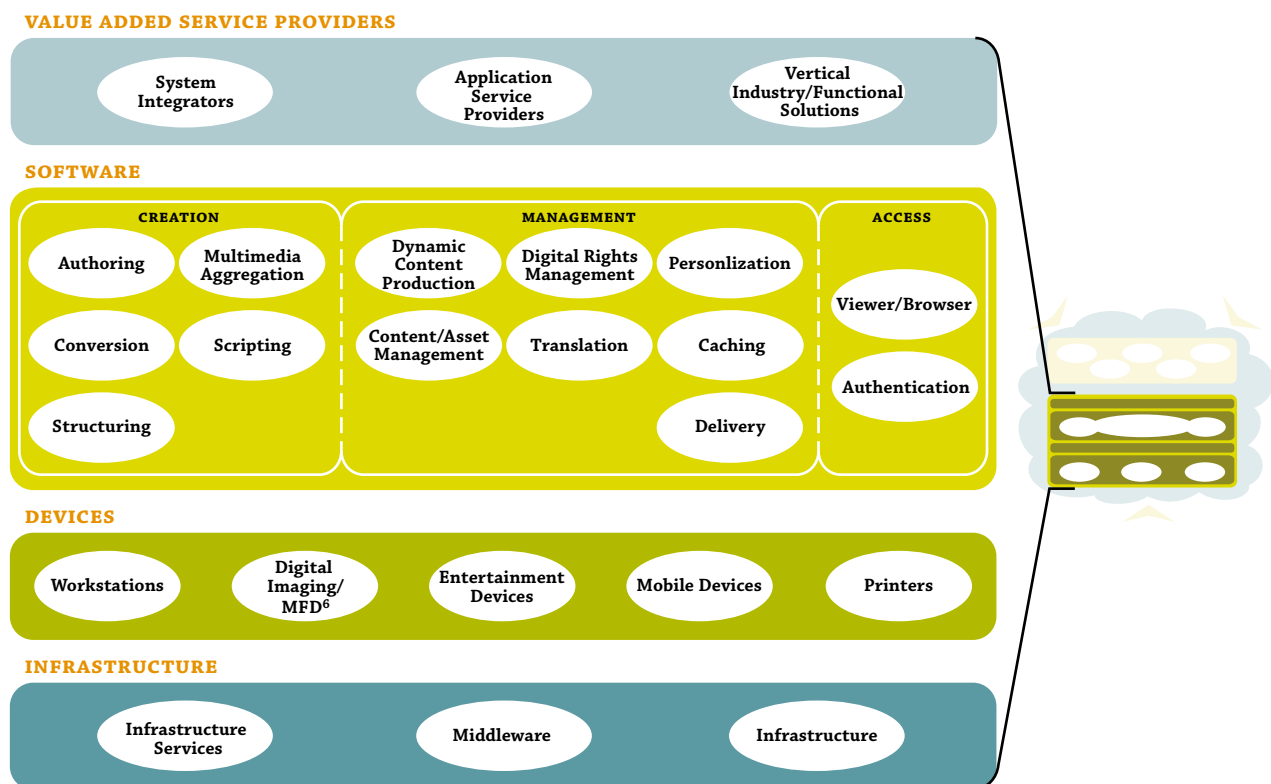 VALUE ADDED SERVICE PROVIDERS
System
Integrators
Application
Service
Providers
Vertical
Industry/Functional
Solutions
SOFTWARE
CREATION
Authoring
Multimedia
Aggregation
Conversion
Scripting
Structuring
MANAGEMENT
Dynamic
Content
Production
Digital Rights
Management
Personlization
Content/Asset
Management
Translation
Caching
Delivery
ACCESS
Viewer/Browser
Authentication
DEVICES
Workstations
Digital
Imaging/
MFD⁶
Entertainment
Devices
Mobile Devices
Printers
INFRASTRUCTURE
Infrastructure
Services
Middleware
Infrastructure